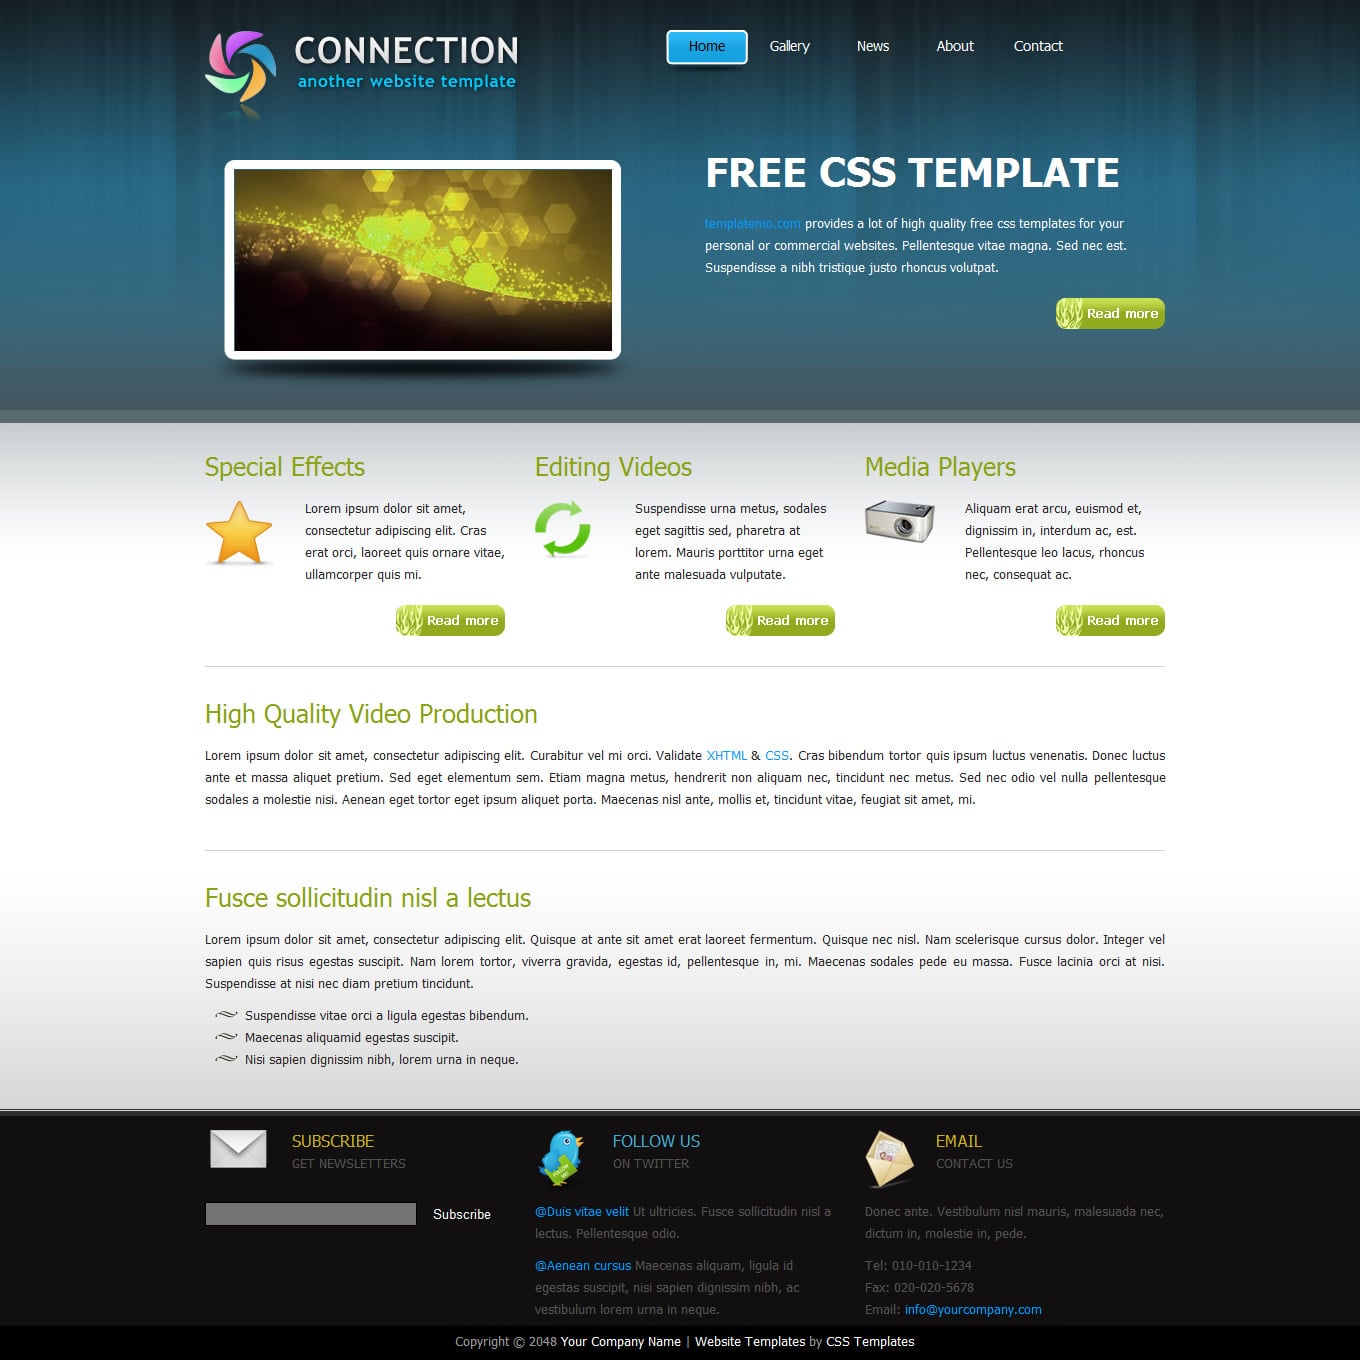 CONNECTION
another website template
Home Gallery News About Contact
FREE CSS TEMPLATE
templatemo.com provides a lot of high quality free css templates for your
personal or commercial websites. Pellentesque vitae magna. Sed nec est.
Suspendisse a nibh tristique justo rhoncus volutpat.
Read more
Special Effects
Lorem ipsum dolor sit amet,
consectetur adipiscing elit. Cras
erat orci, laoreet quis ornare vitae,
ullamcorper quis mi.
Read more
Editing Videos
Suspendisse urna metus, sodales
eget sagittis sed, pharetra at
lorem. Mauris porttitor urna eget
ante malesuada vulputate.
Read more
Media Players
Aliquam erat arcu, euismod et,
dignissim in, interdum ac, est.
Pellentesque leo lacus, rhoncus
nec, consequat ac.
Read more
High Quality Video Production
Lorem ipsum dolor sit amet, consectetur adipiscing elit. Curabitur vel mi orci. Validate XHTML & CSS. Cras bibendum tortor quis ipsum luctus venenatis. Donec luctus
ante et massa aliquet pretium. Sed eget elementum sem. Etiam magna metus, hendrerit non aliquam nec, tincidunt nec metus. Sed nec odio vel nulla pellentesque
sodales a molestie nisi. Aenean eget tortor eget ipsum aliquet porta. Maecenas nisl ante, mollis et, tincidunt vitae, feugiat sit amet, mi.
Fusce sollicitudin nisl a lectus
Lorem ipsum dolor sit amet, consectetur adipiscing elit. Quisque at ante sit amet erat laoreet fermentum. Quisque nec nisl. Nam scelerisque cursus dolor. Integer vel
sapien quis risus egestas suscipit. Nam lorem tortor, viverra gravida, egestas id, pellentesque in, mi. Maecenas sodales pede eu massa. Fusce lacinia orci at nisi.
Suspendisse at nisi nec diam pretium tincidunt.
Suspendisse vitae orci a ligula egestas bibendum.
Maecenas aliquamid egestas suscipit.
Nisi sapien dignissim nibh, lorem urna in neque.
SUBSCRIBE
GET NEWSLETTERS
Subscribe
FOLLOW US
ON TWITTER
@Duis vitae velit Ut ultricies. Fusce sollicitudin nisl a
lectus. Pellentesque odio.
@Aenean cursus Maecenas aliquam, ligula id
egestas suscipit, nisi sapien dignissim nibh, ac
vestibulum lorem urna in neque.
EMAIL
CONTACT US
Donec ante. Vestibulum nisl mauris, malesuada nec,
dictum in, molestie in, pede.
Tel: 010-010-1234
Fax: 020-020-5678
Email: info@yourcompany.com
Copyright © 2048 Your Company Name | Website Templates by CSS Templates